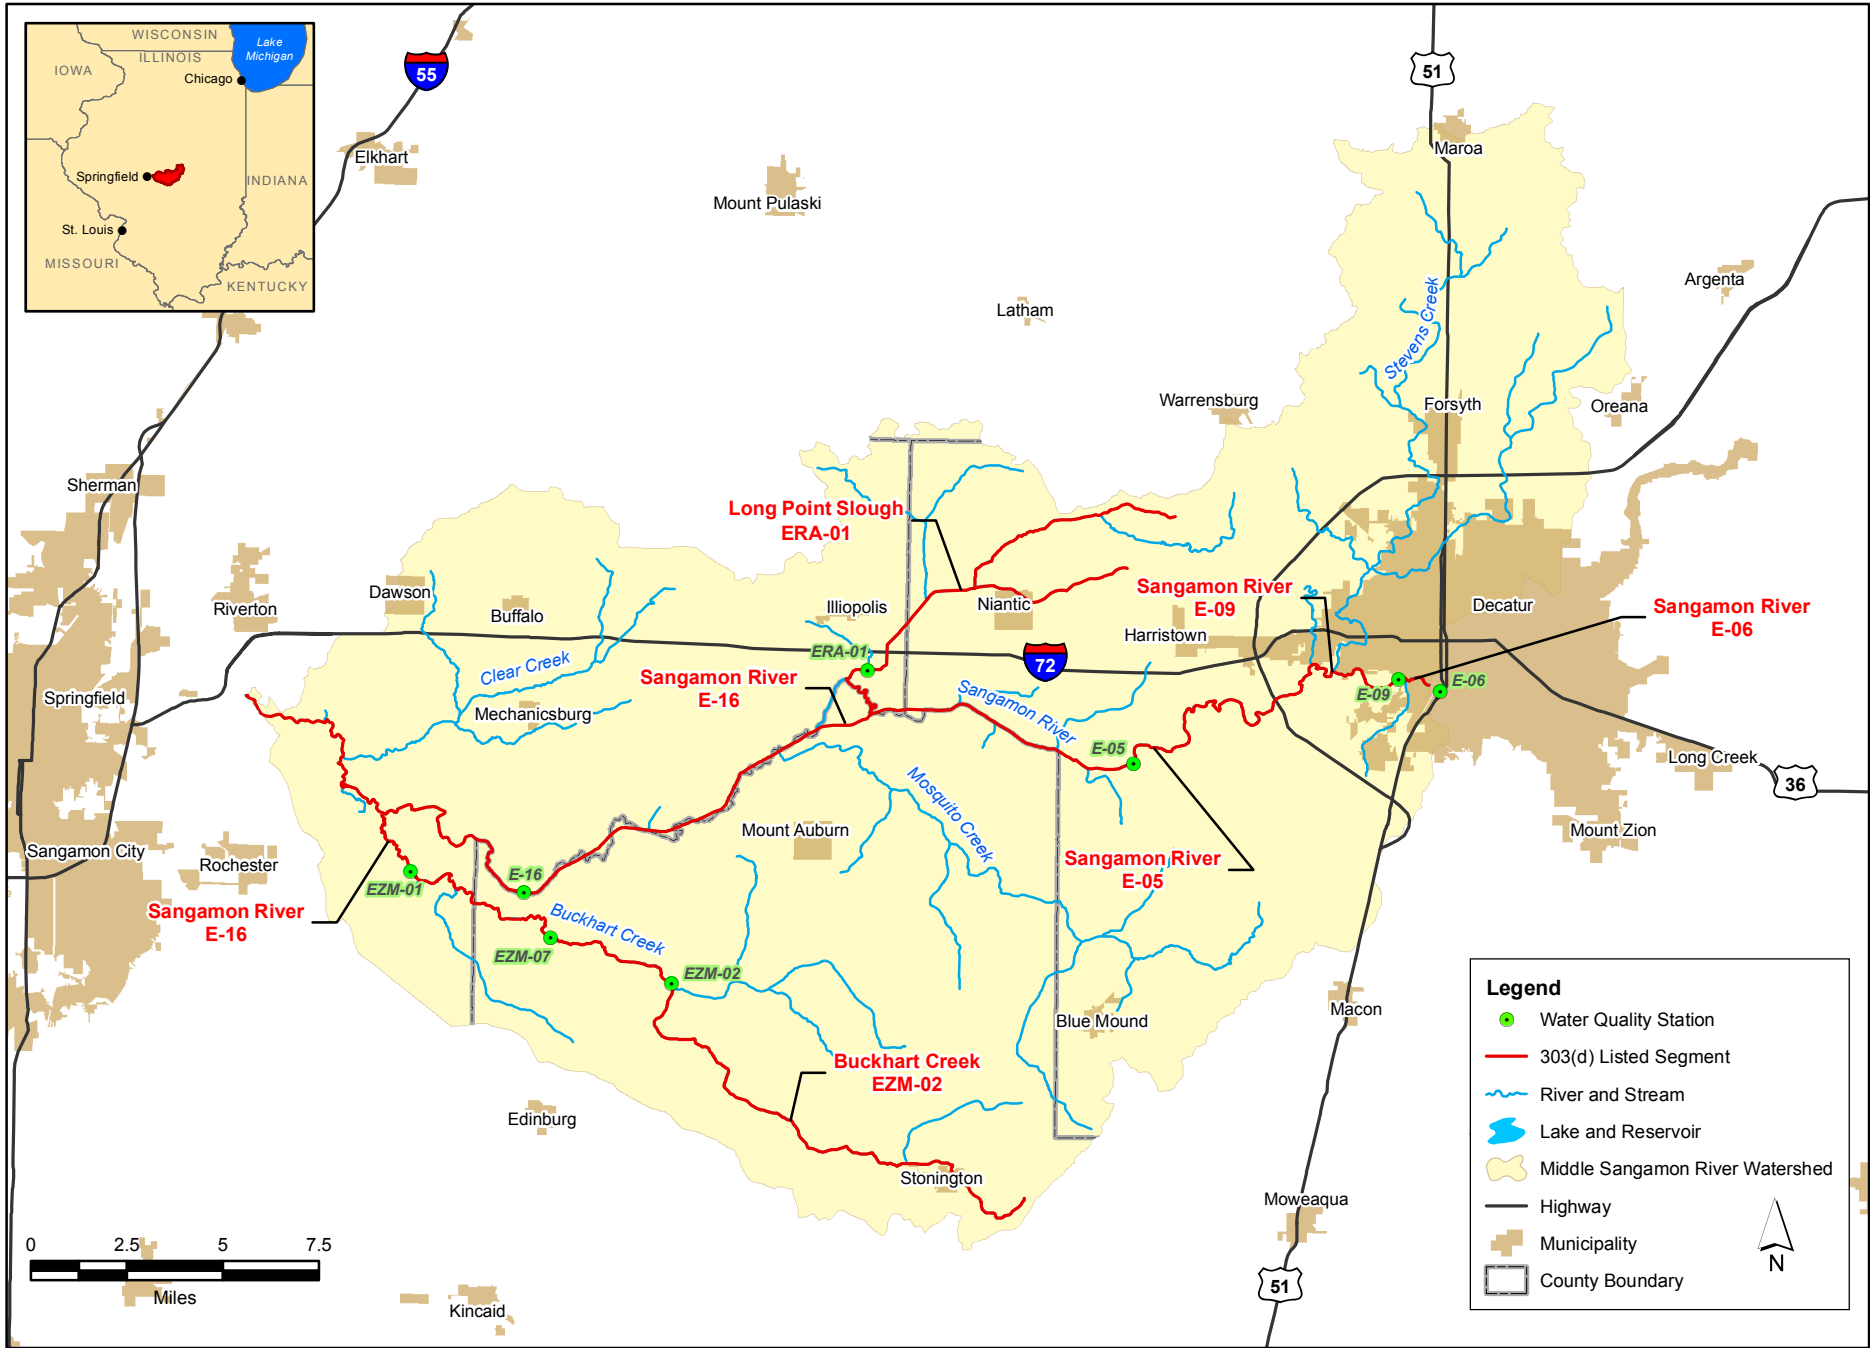 WISCONSIN
ILLINOIS
Lake
Michigan
IOWA
Chicago
Springfield
INDIANA
St. Louis
MISSOURI
KENTUCKY
55
51
Elkhart
Maroa
Mount Pulaski
Argenta
Latham
Stevens Creek
Warrensburg
Forsyth
Oreana
Sherman
Long Point Slough
ERA-01
Dawson
Riverton
Buffalo
Illiopolis
Niantic
Sangamon River
E-09
Decatur
Sangamon River
E-06
Harristown
ERA-01
72
Clear Creek
Sangamon River
E-16
Springfield
Mechanicsburg
Sangamon River
E-09
E-06
E-05
Long Creek
36
Mosquito Creek
Mount Auburn
Mount Zion
Sangamon City
Rochester
EZM-01
E-16
Sangamon River
E-05
Sangamon River
E-16
Buckhart Creek
EZM-07
EZM-02
Blue Mound
Macon
Buckhart Creek
EZM-02
Edinburg
Stonington
Moweaqua
51
Kincaid
0 2.5 5 7.5
Miles
Legend
Water Quality Station
303(d) Listed Segment
River and Stream
Lake and Reservoir
Middle Sangamon River Watershed
Highway
Municipality
County Boundary
N